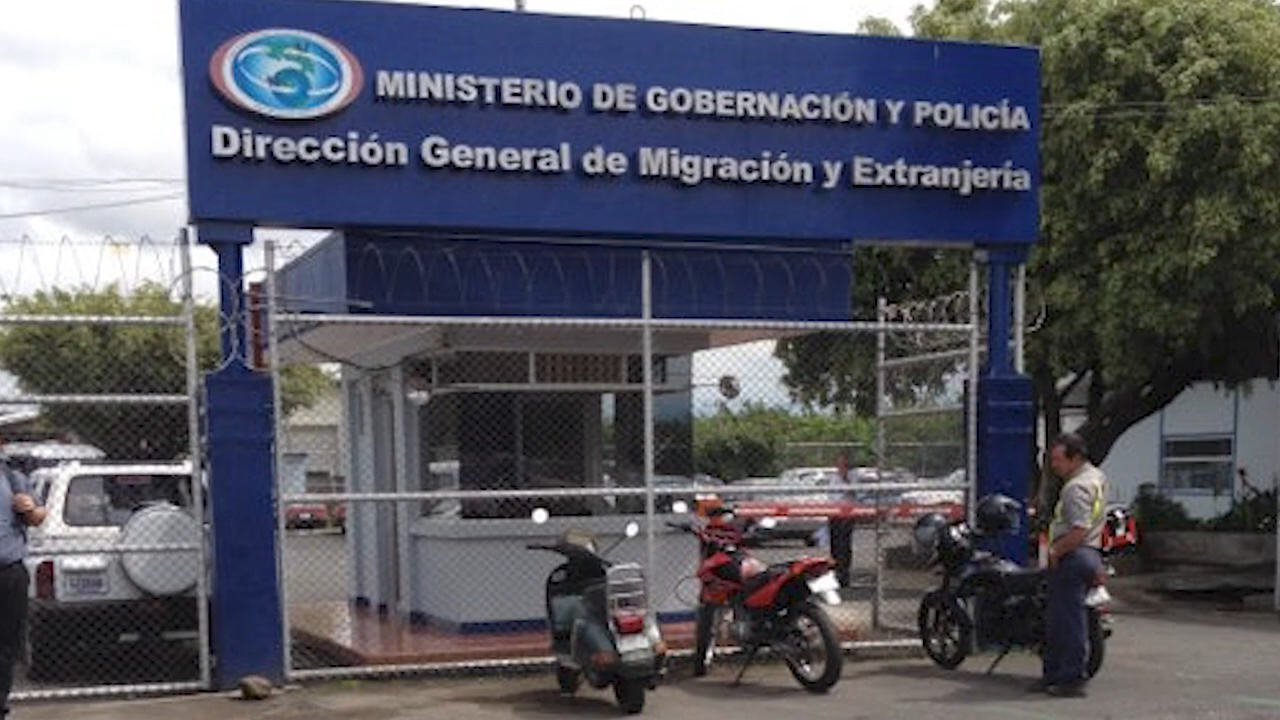 MINISTERIO DE GOBERNACIÓN Y POLICÍA
Dirección General de Migración y Extranjería